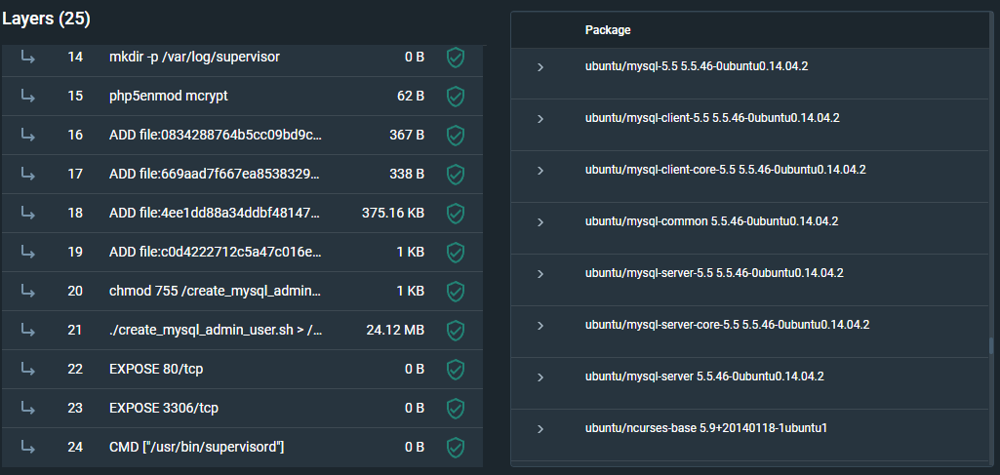 Layers (25)
14 mkdir -p /var/log/supervisor 0 B
15 php5enmod mcrypt 62 B
16 ADD file:0834288764b5cc09bd9c... 367 B
17 ADD file:669aad7f667ea8538329... 338 B
18 ADD file:4ee1dd88a34ddbf48147... 375.16 KB
19 ADD file:c0d4222712c5a47c016e... 1 KB
20 chmod 755 /create_mysql_admin... 1 KB
21 ./create_mysql_admin_user.sh > /... 24.12 MB
22 EXPOSE 80/tcp 0 B
23 EXPOSE 3306/tcp 0 B
24 CMD ["/usr/bin/supervisord"] 0 B
Package
ubuntu/mysql-5.5 5.5.46-0ubuntu0.14.04.2
ubuntu/mysql-client-5.5 5.5.46-0ubuntu0.14.04.2
ubuntu/mysql-client-core-5.5 5.5.46-0ubuntu0.14.04.2
ubuntu/mysql-common 5.5.46-0ubuntu0.14.04.2
ubuntu/mysql-server-5.5 5.5.46-0ubuntu0.14.04.2
ubuntu/mysql-server-core-5.5 5.5.46-0ubuntu0.14.04.2
ubuntu/mysql-server 5.5.46-0ubuntu0.14.04.2
ubuntu/ncurses-base 5.9+20140118-1ubuntu1